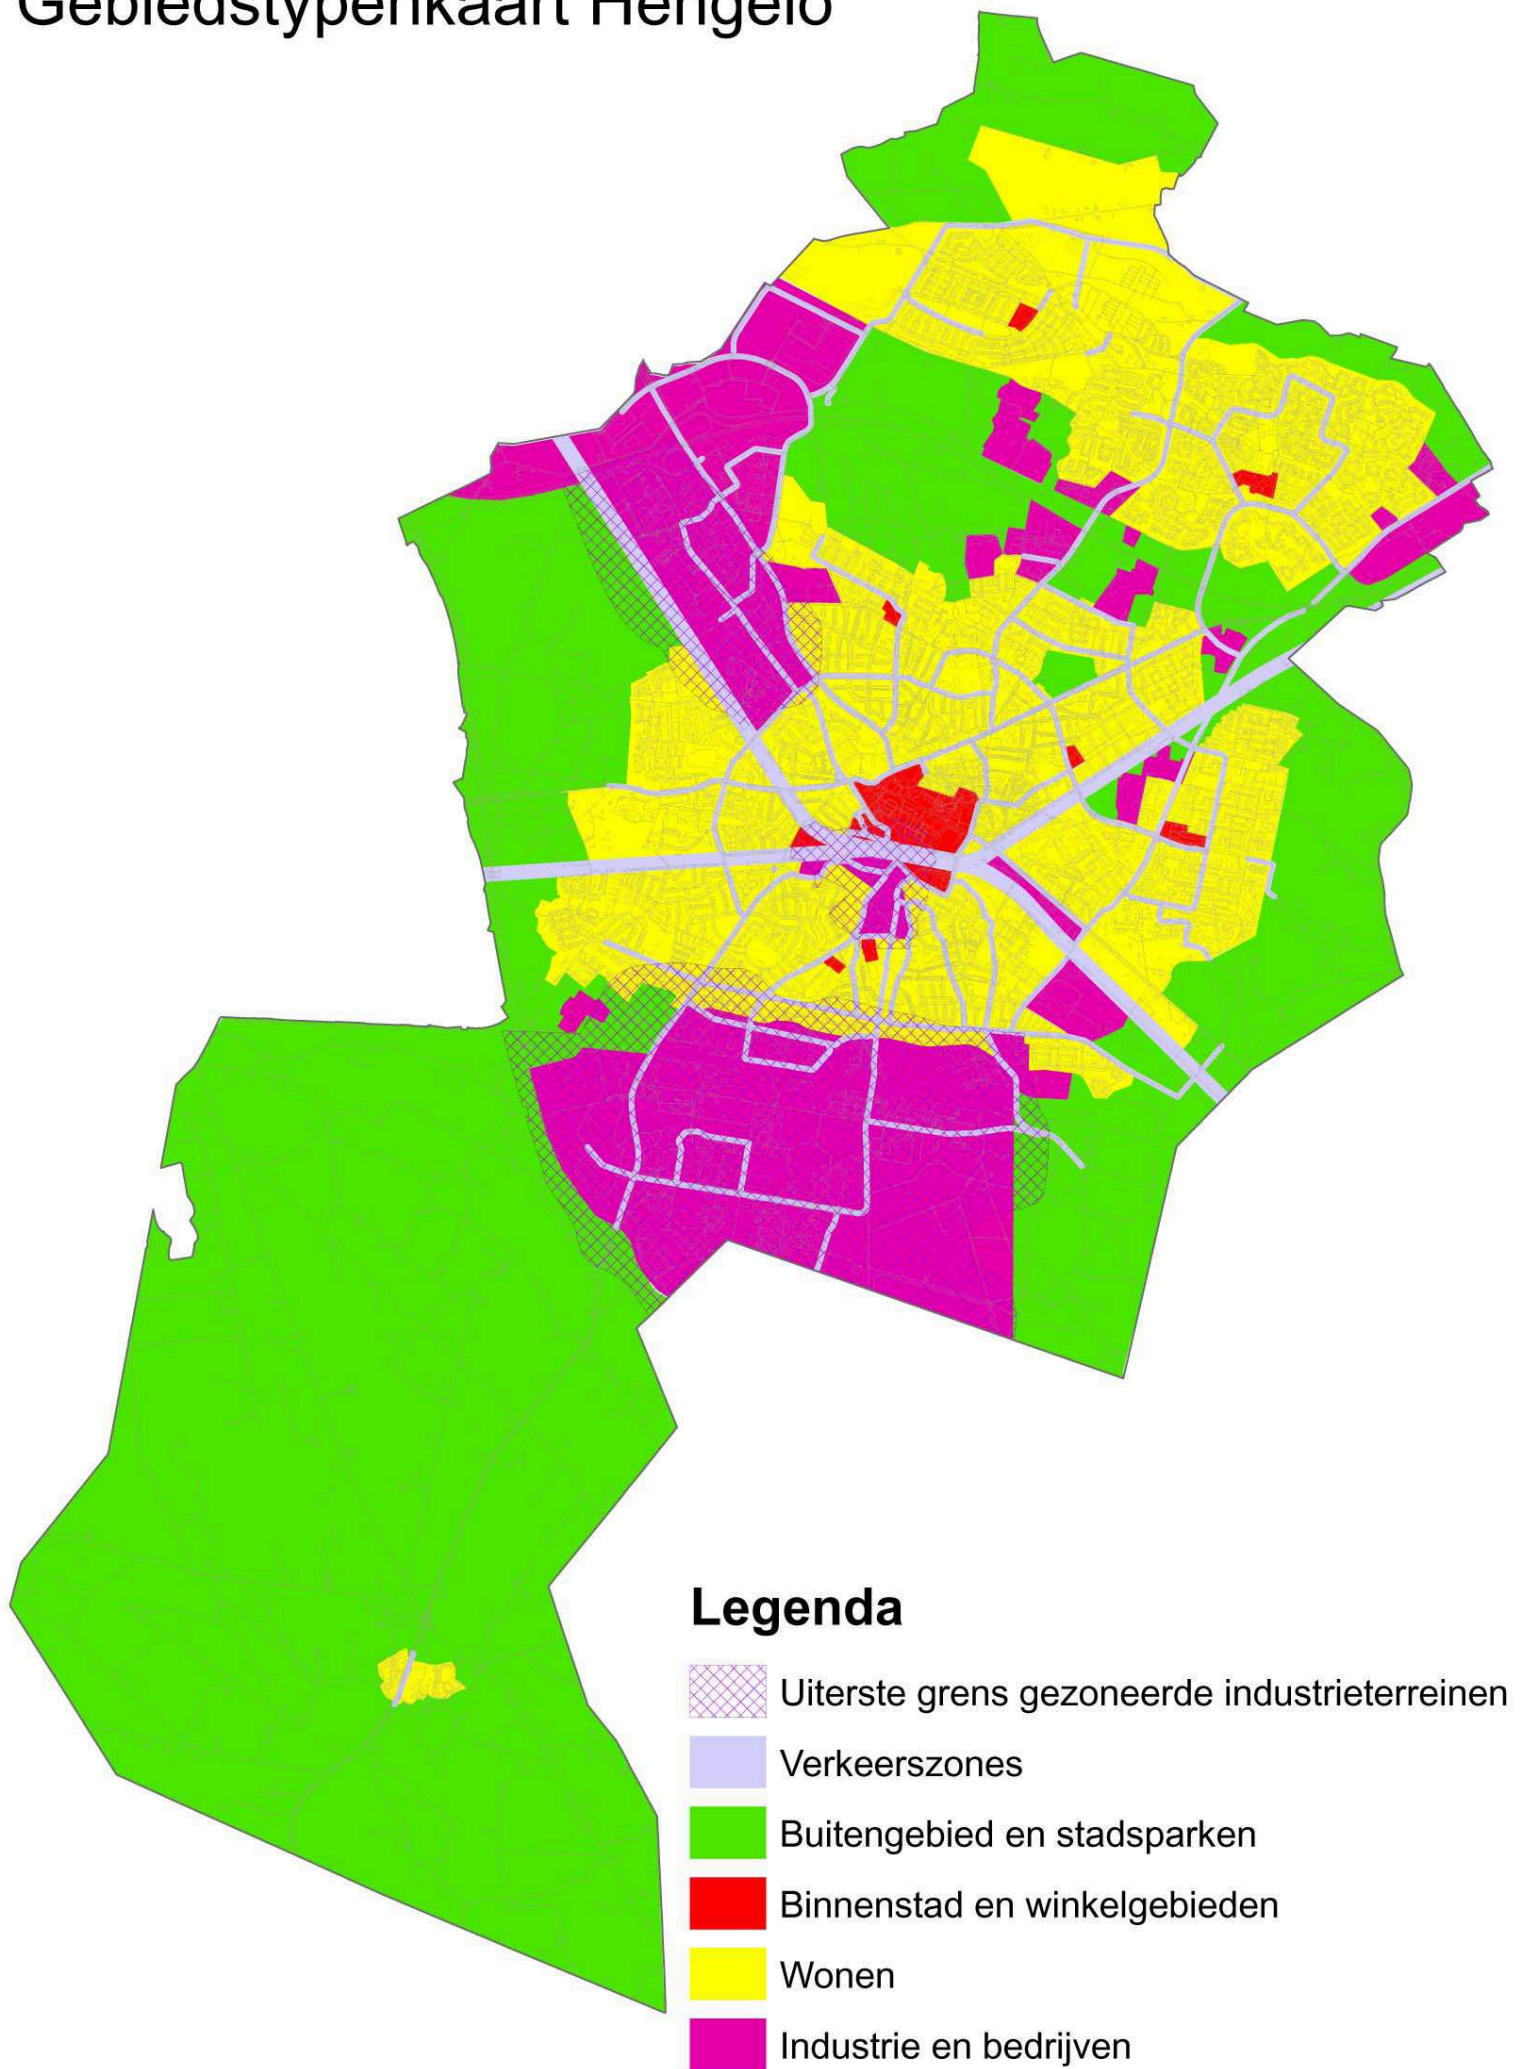 Gebiedstypenkaart Hengelo
Legenda
Uiterste grens gezoneerde industrieterreinen
Verkeerszones
Buitengebied en stadsparken
Binnenstad en winkelgebieden
Wonen
Industrie en bedrijven